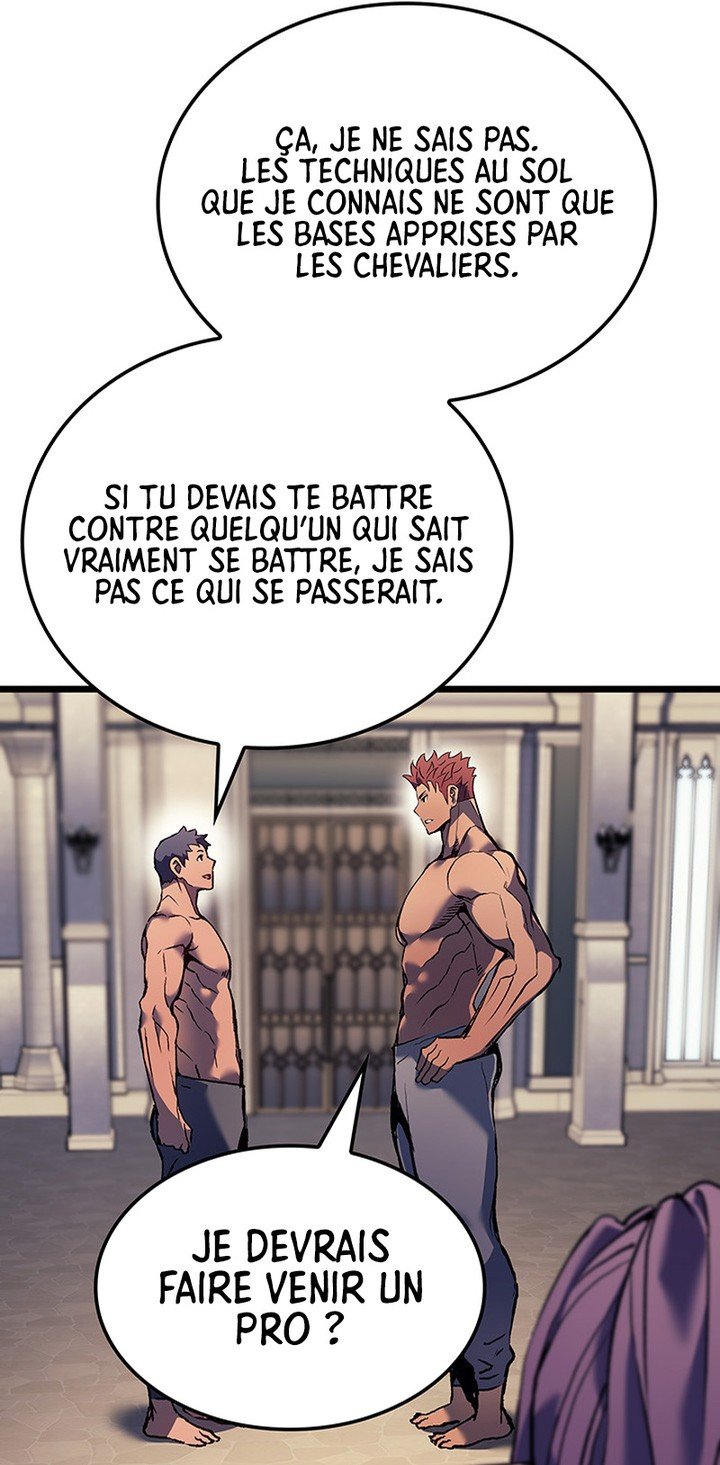 ÇA, JE NE SAIS PAS.
LES TECHNIQUES AU SOL
QUE JE CONNAIS NE SONT QUE
LES BASES APPRISES PAR
LES CHEVALIERS.
SI TU DEVAIS TE BATTRE
CONTRE QUELQU'UN QUI SAIT
VRAIMENT SE BATTRE, JE SAIS
PAS CE QUI SE PASSERAIT.
JE DEVRAIS
FAIRE VENIR UN
PRO ?